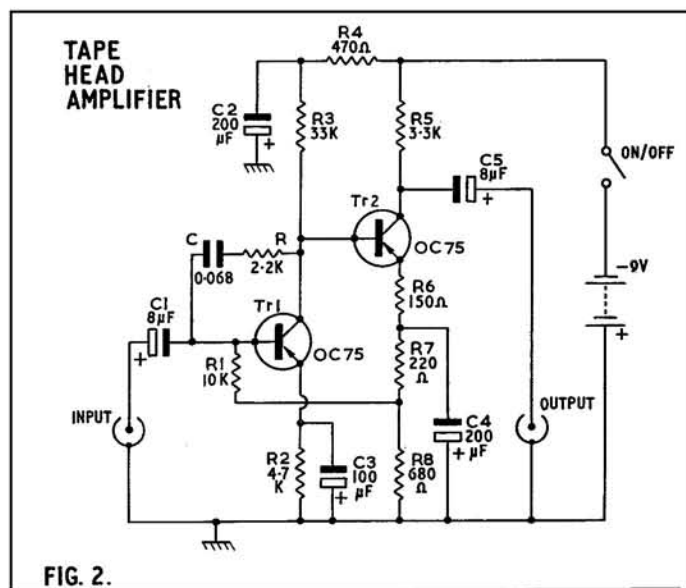 TAPE
HEAD
AMPLIFIER
R4
470Ω
C2
200
µF
+
R3
33K
R5
3.3K
C5
8µF
+
ON/OFF
Tr2
OC75
C
0.068
R
2.2K
-9V
+
R6
150Ω
C1
8µF
+
Tr1
OC75
R1
10K
R7
220
Ω
INPUT
C4
200
µF
+
OUTPUT
R2
4.7
K
C3
100
µF
+
R8
680
Ω
FIG. 2.